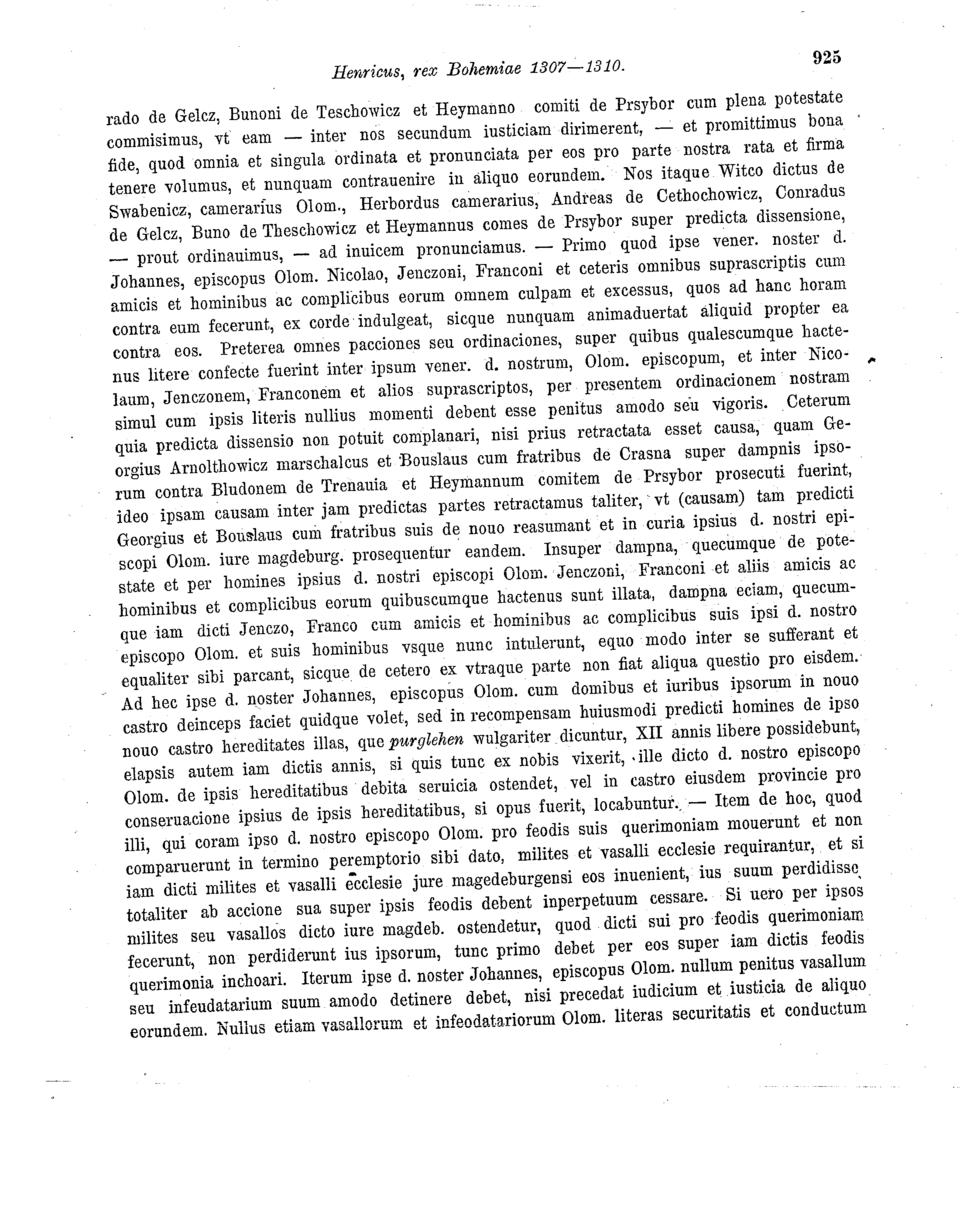 Henricus, rex Bohemiae 1307—1310. 925
rado de Gelcz, Bunoni de Teschowicz et Heymanno comiti de Prsybor cum plena potestate
commisimus, vt eam — inter nos secundum iusticiam dirimerent, — et promittimus bona
fide, quod omnia et singula ordinata et pronunciata per eos pro parte nostra rata et firma
tenere volumus, et nunquam contrauenire in aliquo eorundem. Nos itaque Witco dictus de
Swabenicz, camerarius Olom., Herbordus camerarius, Andreas de Cethochowicz, Conradus
de Gelcz, Buno de Theschowicz et Heymannus comes de Prsybor super predicta dissensione,
— prout ordinauimus, — ad inuicem pronunciamus. — Primo quod ipse vener. noster d.
Johannes, episcopus Olom. Nicolao, Jenczoni, Franconi et ceteris omnibus suprascriptis cum
amicis et hominibus ac complicibus eorum omnem culpam et excessus, quos ad hanc horam
contra eum fecerunt, ex corde indulgeat, sicque nunquam animaduertat aliquid propter ea
contra eos. Preterea omnes pacciones seu ordinaciones, super quibus qualescumque hacte-
nus litere confecte fuerint inter ipsum vener. d. nostrum, Olom. episcopum, et inter Nico-
laum, Jenczonem, Franconem et alios suprascriptos, per presentem ordinacionem nostram
simul cum ipsis literis nullius momenti debent esse penitus amodo seu vigoris. Ceterum
quia predicta dissensio non potuit complanari, nisi prius retractata esset causa, quam Ge-
orgius Arnolthowicz marschalcus et Bouslaus cum fratribus de Crasna super dampnis ipso-
rum contra Bludonem de Trenauia et Heymannum comitem de Prsybor prosecuti fuerint,
ideo ipsam causam inter jam predictas partes retractamus taliter, vt (causam) tam predicti
Georgius et Bouslaus cum fratribus suis de nouo reasumant et in curia ipsius d. nostri epi-
scopi Olom. iure magdeburg. prosequentur eandem. Insuper dampna, quecumque de pote-
state et per homines ipsius d. nostri episcopi Olom. Jenczoni, Franconi et aliis amicis ac
hominibus et complicibus eorum quibuscumque hactenus sunt illata, dampna eciam, quecum-
que iam dicti Jenczo, Franco cum amicis et hominibus ac complicibus suis ipsi d. nostro
episcopo Olom. et suis hominibus vsque nunc intulerunt, equo modo inter se sufferant et
equaliter sibi parcant, sicque de cetero ex vtraque parte non fiat aliqua questio pro eisdem.
Ad hec ipse d. noster Johannes, episcopus Olom. cum domibus et iuribus ipsorum in nouo
castro deinceps faciet quidque volet, sed in recompensam huiusmodi predicti homines de ipso
nouo castro hereditates illas, que purglehen wulgariter dicuntur, XII annis libere possidebunt,
elapsis autem iam dictis annis, si quis tunc ex nobis vixerit, ille dicto d. nostro episcopo
Olom. de ipsis hereditatibus debita seruicia ostendet, vel in castro eiusdem provincie pro
conseruacione ipsius de ipsis hereditatibus, si opus fuerit, locabuntur. — Item de hoc, quod
illi, qui coram ipso d. nostro episcopo Olom. pro feodis suis querimoniam mouerunt et non
comparuerunt in termino peremptorio sibi dato, milites et vasalli ecclesie requirantur, et si
iam dicti milites et vasalli ecclesie jure magedeburgensi eos inuenient, ius suum perdidisse
totaliter ab accione sua super ipsis feodis debent inperpetuum cessare. Si uero per ipsos
milites seu vasallos dicto iure magdeb. ostendetur, quod dicti sui pro feodis querimoniam
fecerunt, non perdiderunt ius ipsorum, tunc primo debet per eos super iam dictis feodis
querimonia inchoari. Iterum ipse d. noster Johannes, episcopus Olom. nullum penitus vasallum
seu infeudatarium suum amodo detinere debet, nisi precedat iudicium et iusticia de aliquo
eorundem. Nullus etiam vasallorum et infeodatariorum Olom. literas securitatis et conductum